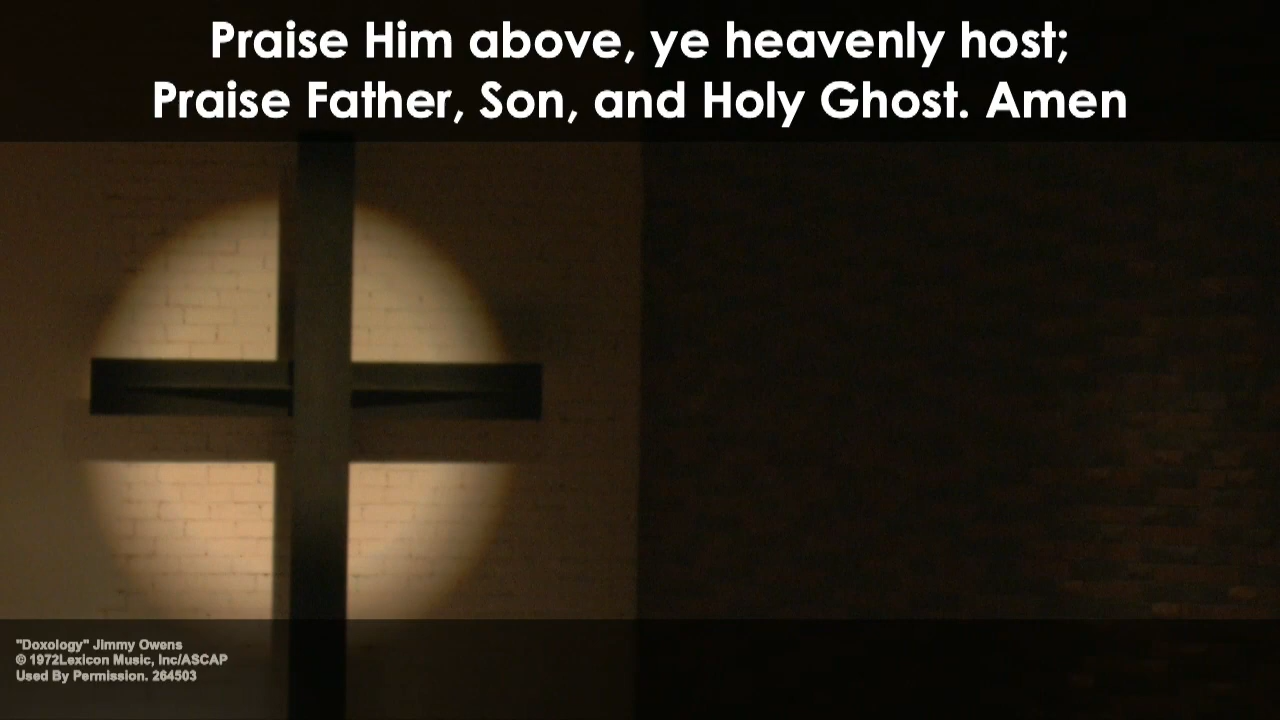 Praise Him above, ye heavenly host;
Praise Father, Son, and Holy Ghost. Amen
"Doxology" Jimmy Owens
© 1972Lexicon Music, Inc/ASCAP
Used By Permission. 264503